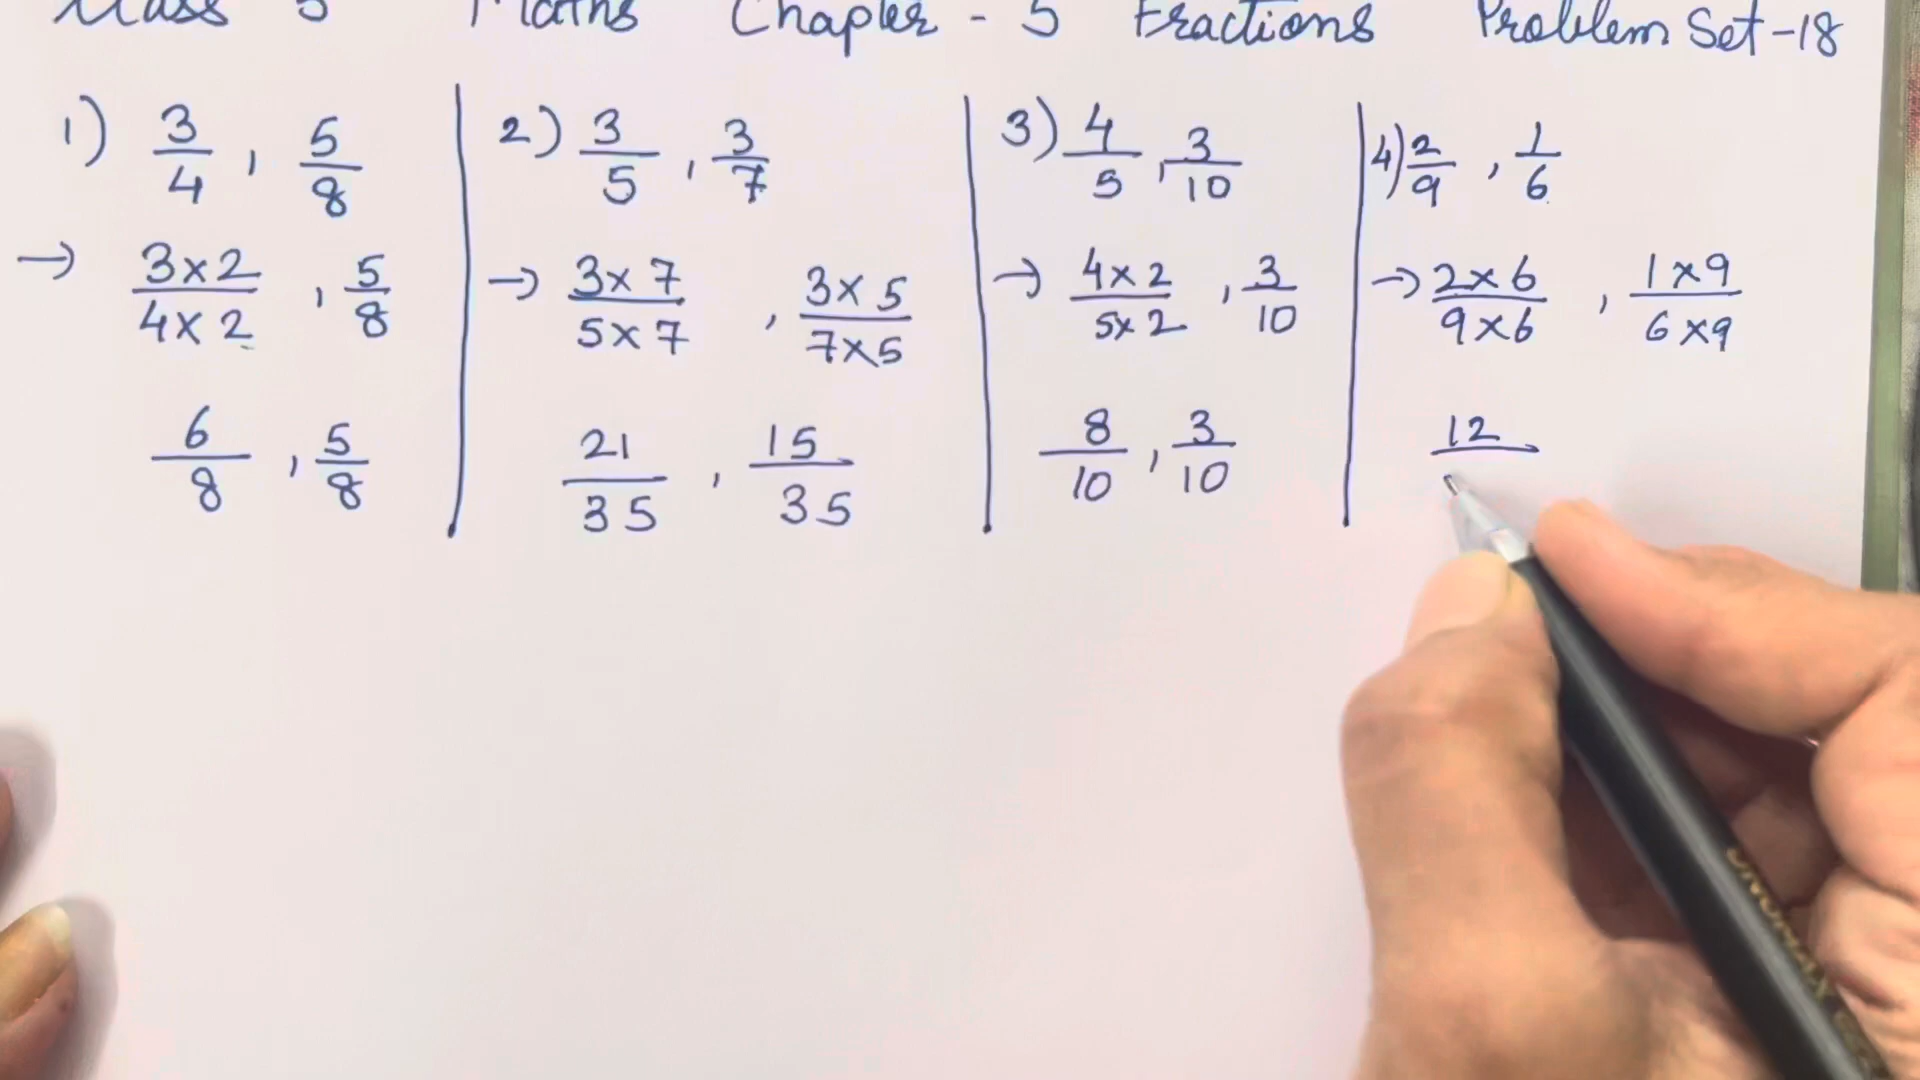 Class 5 Maths Chapter - 5 Fractions Problem Set -18
1) 3/4 , 5/8
→ 3×2/4×2 , 5/8
6/8 , 5/8
2) 3/5 , 3/7
→ 3×7/5×7 , 3×5/7×5
21/35 , 15/35
3) 4/5 , 3/10
→ 4×2/5×2 , 3/10
8/10 , 3/10
4) 2/9 , 1/6
→ 2×6/9×6 , 1×9/6×9
12